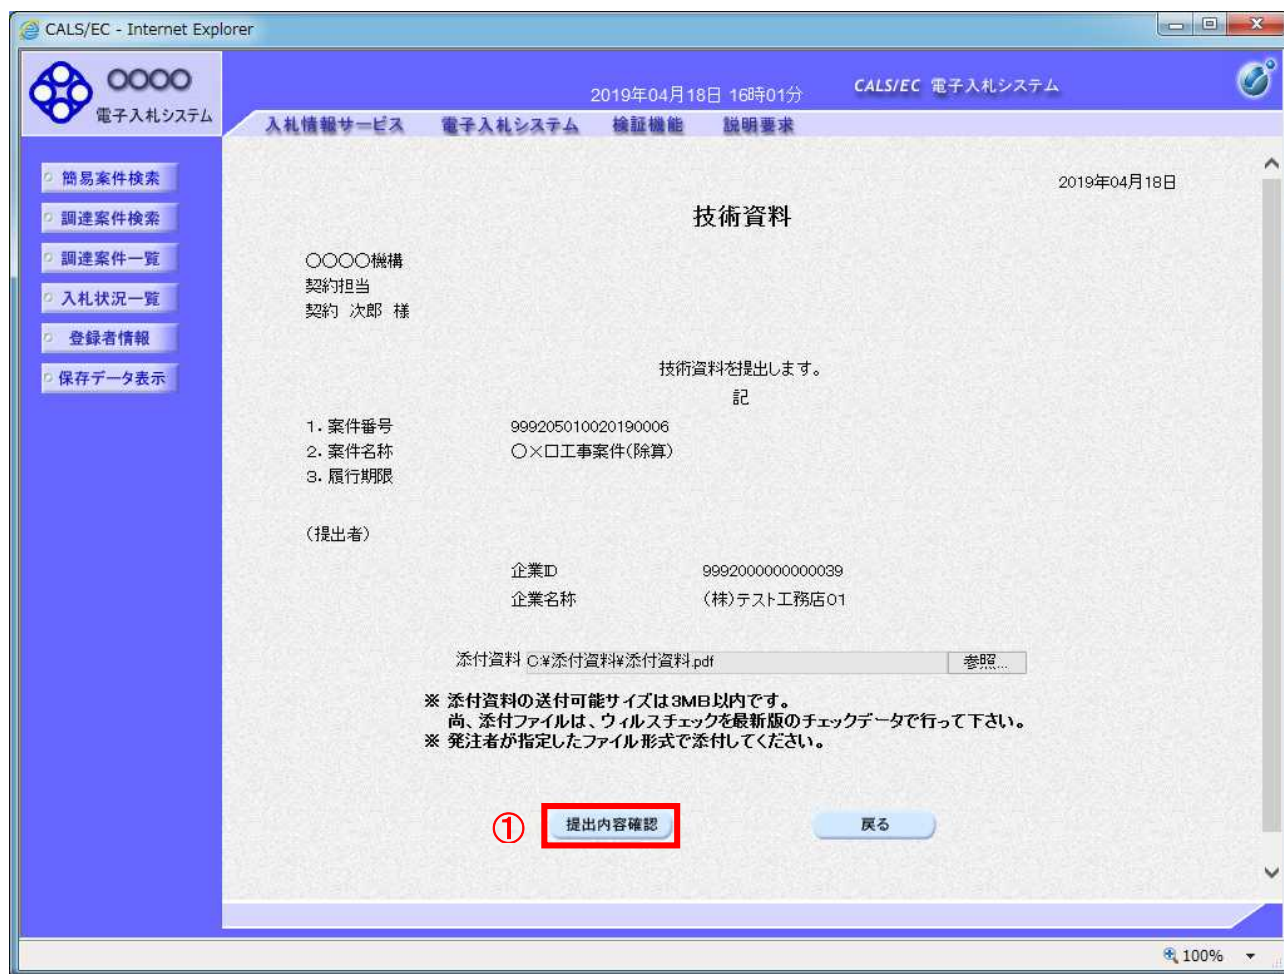 CALS/EC - Internet Explorer
〇〇〇〇
電子入札システム
2019年04月18日 16時01分
CALS/EC 電子入札システム
入札情報サービス 電子入札システム 検証機能 説明要求
簡易案件検索
調達案件検索
調達案件一覧
入札状況一覧
登録者情報
保存データ表示
2019年04月18日
技術資料
〇〇〇〇機構
契約担当
契約 次郎 様
技術資料を提出します。
記
1. 案件番号 999205010020190006
2. 案件名称 〇×口工事案件(除算)
3. 履行期限
(提出者)
企業ID 9992000000000039
企業名称 (株)テスト工務店01
添付資料 C:¥添付資料¥添付資料.pdf 参照...
※ 添付資料の送付可能サイズは3MB以内です。
尚、添付ファイルは、ウィルスチェックを最新版のチェックデータで行って下さい。
※ 発注者が指定したファイル形式で添付してください。
① 提出内容確認 戻る
100%